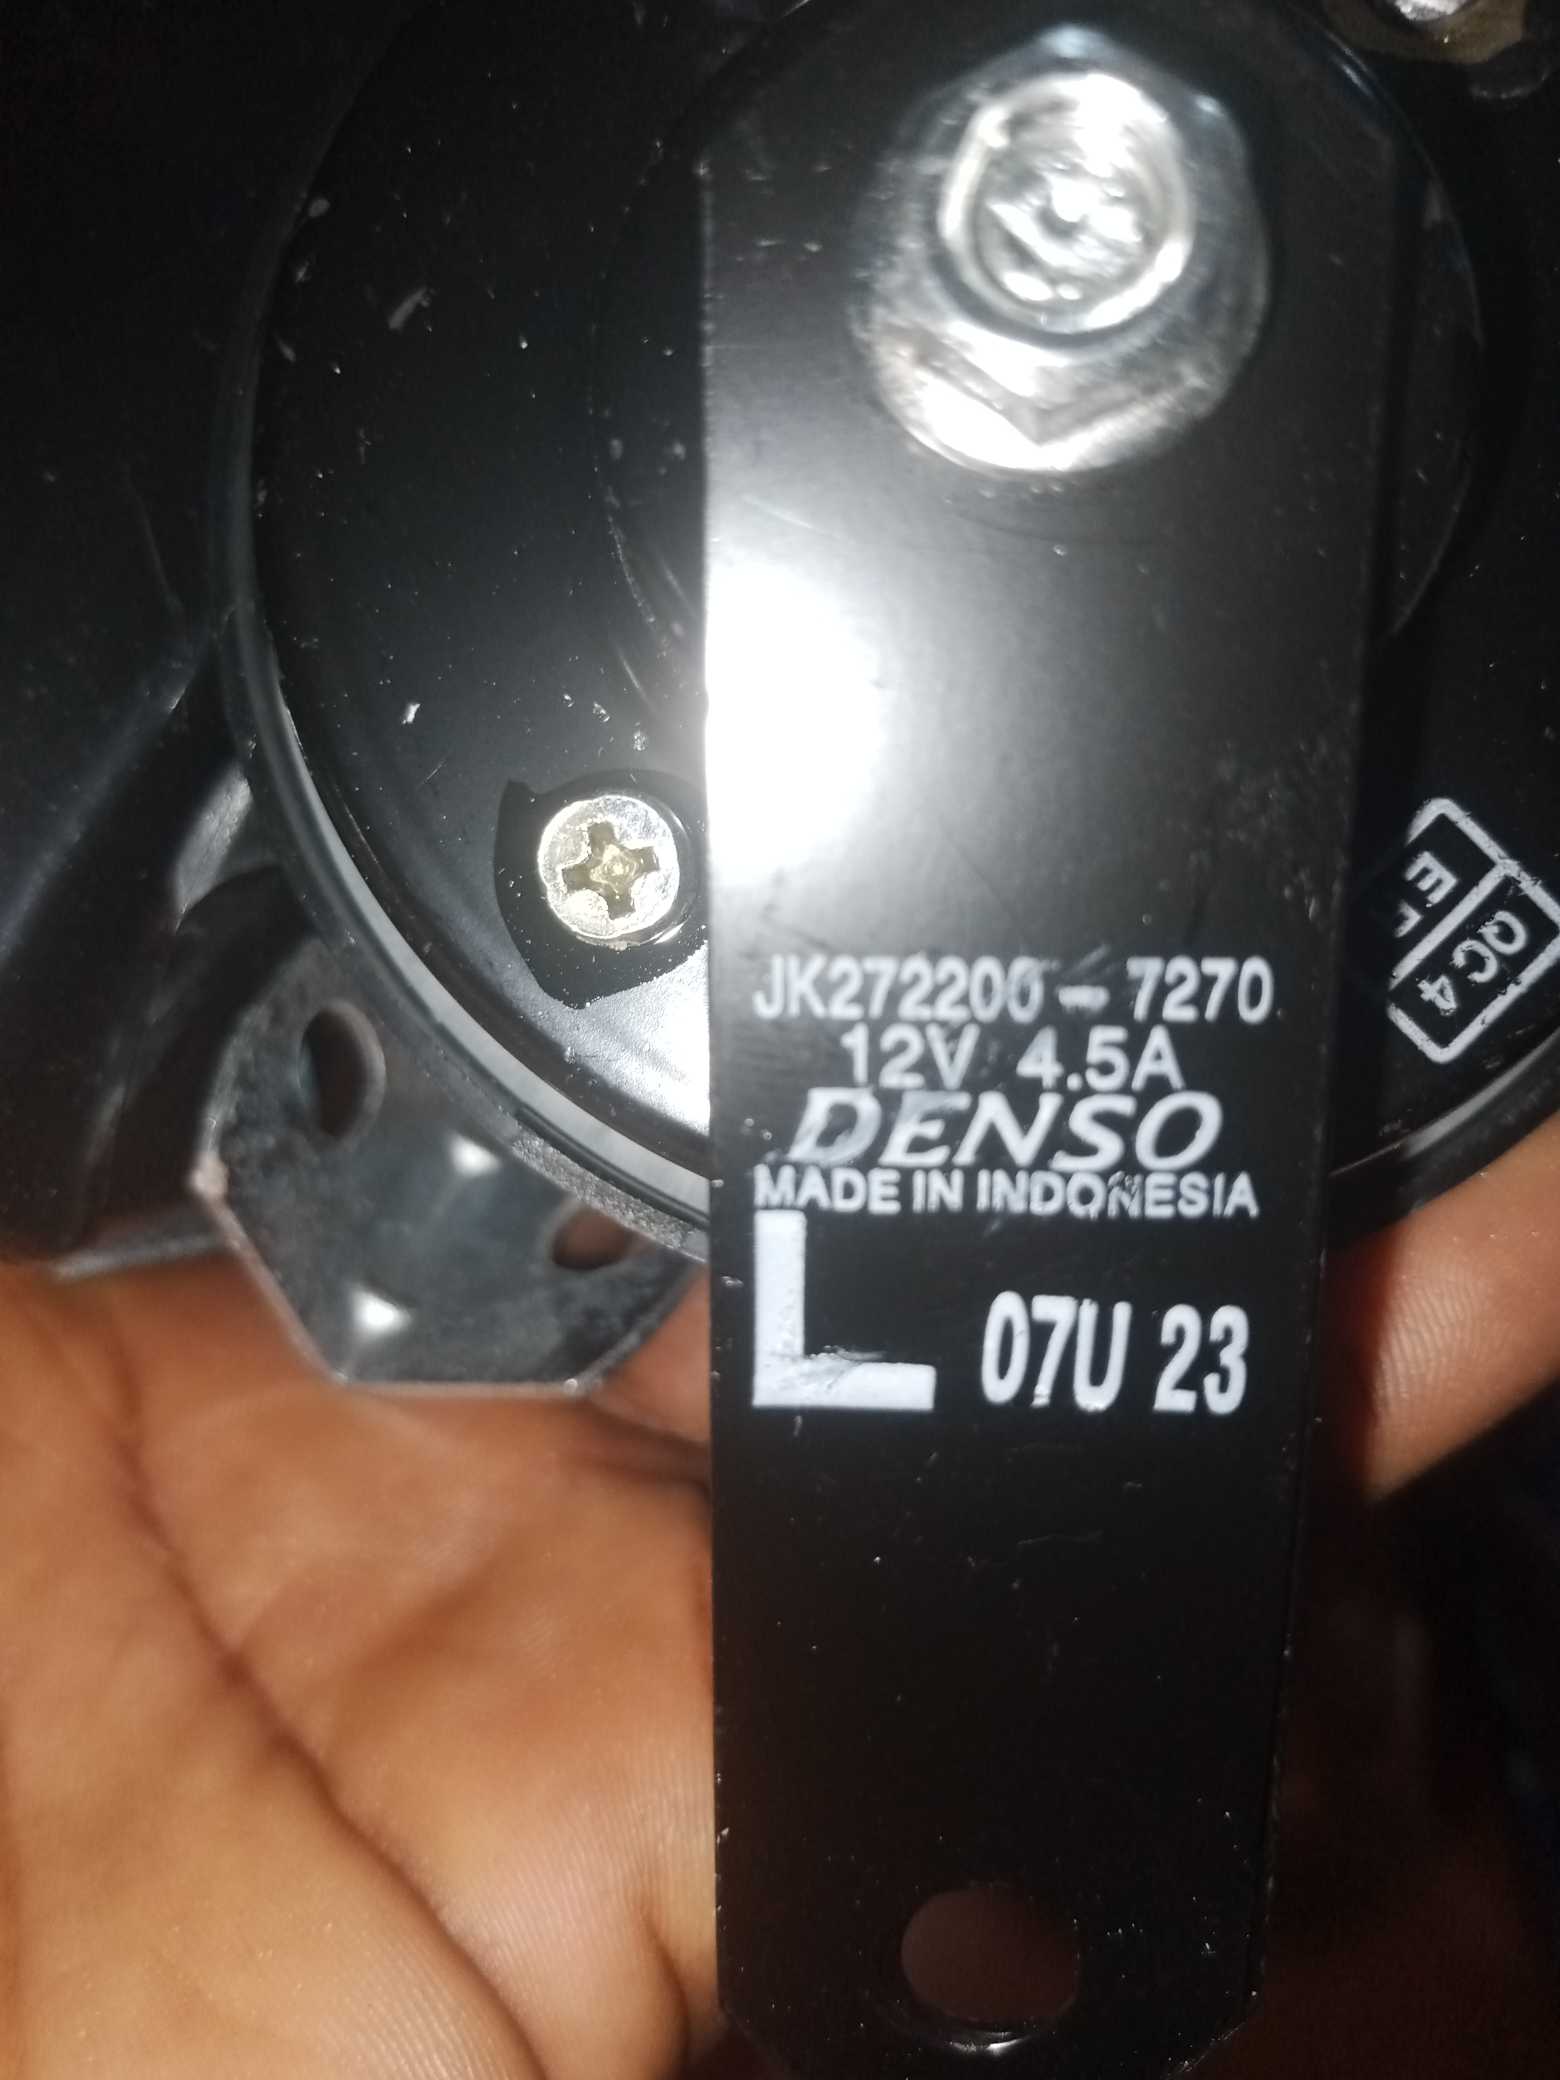 JK272200-7270
12V 4.5A
DENSO
MADE IN INDONESIA
L 07U 23
QC 4